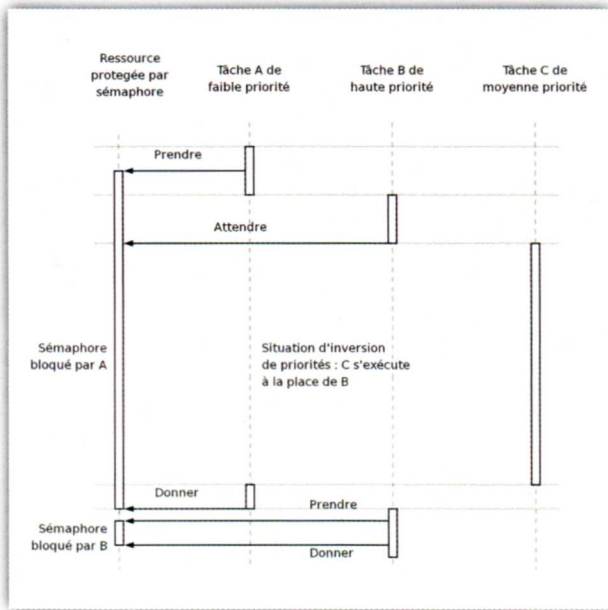 Ressource
protegée par
sémaphore
Tâche A de
faible priorité
Tâche B de
haute priorité
Tâche C de
moyenne priorité
Prendre
Attendre
Sémaphore
bloqué par A
Situation d'inversion
de priorités : C s'exécute
à la place de B
Donner
Prendre
Sémaphore
bloqué par B
Donner